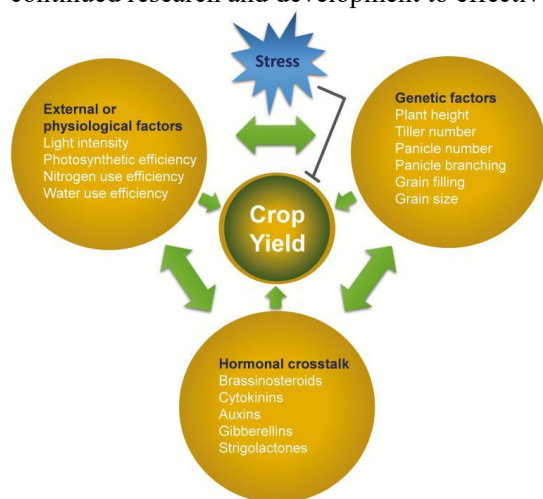 continued research and development to effectiv
Stress
External or
physiological factors
Light intensity
Photosynthetic efficiency
Nitrogen use efficiency
Water use efficiency
Genetic factors
Plant height
Tiller number
Panicle number
Panicle branching
Grain filling
Grain size
Crop
Yield
Hormonal crosstalk
Brassinosteroids
Cytokinins
Auxins
Gibberellins
Strigolactones